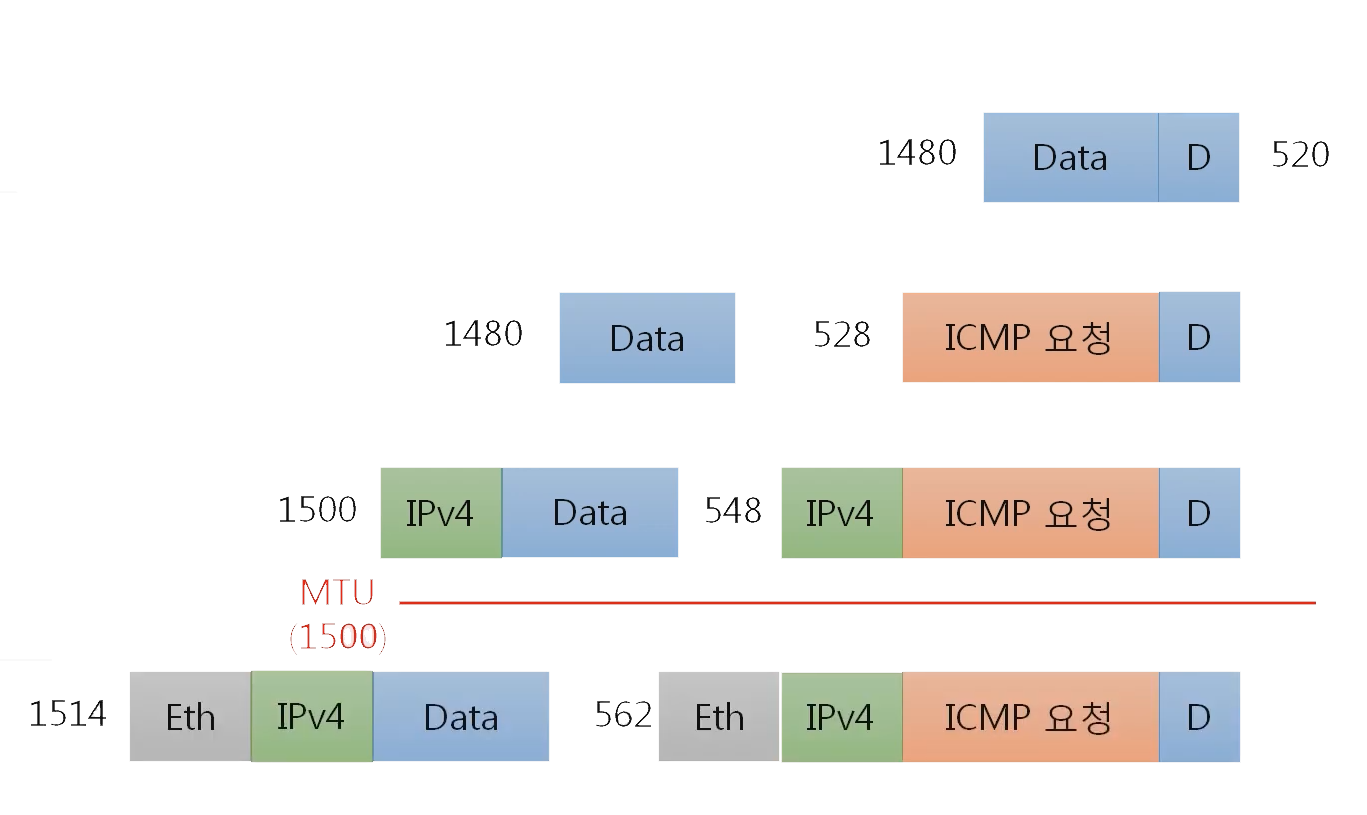 1480 Data D 520
1480 Data 528 ICMP 요청 D
1500 IPv4 Data 548 IPv4 ICMP 요청 D
MTU
(1500)
1514 Eth IPv4 Data 562 Eth IPv4 ICMP 요청 D